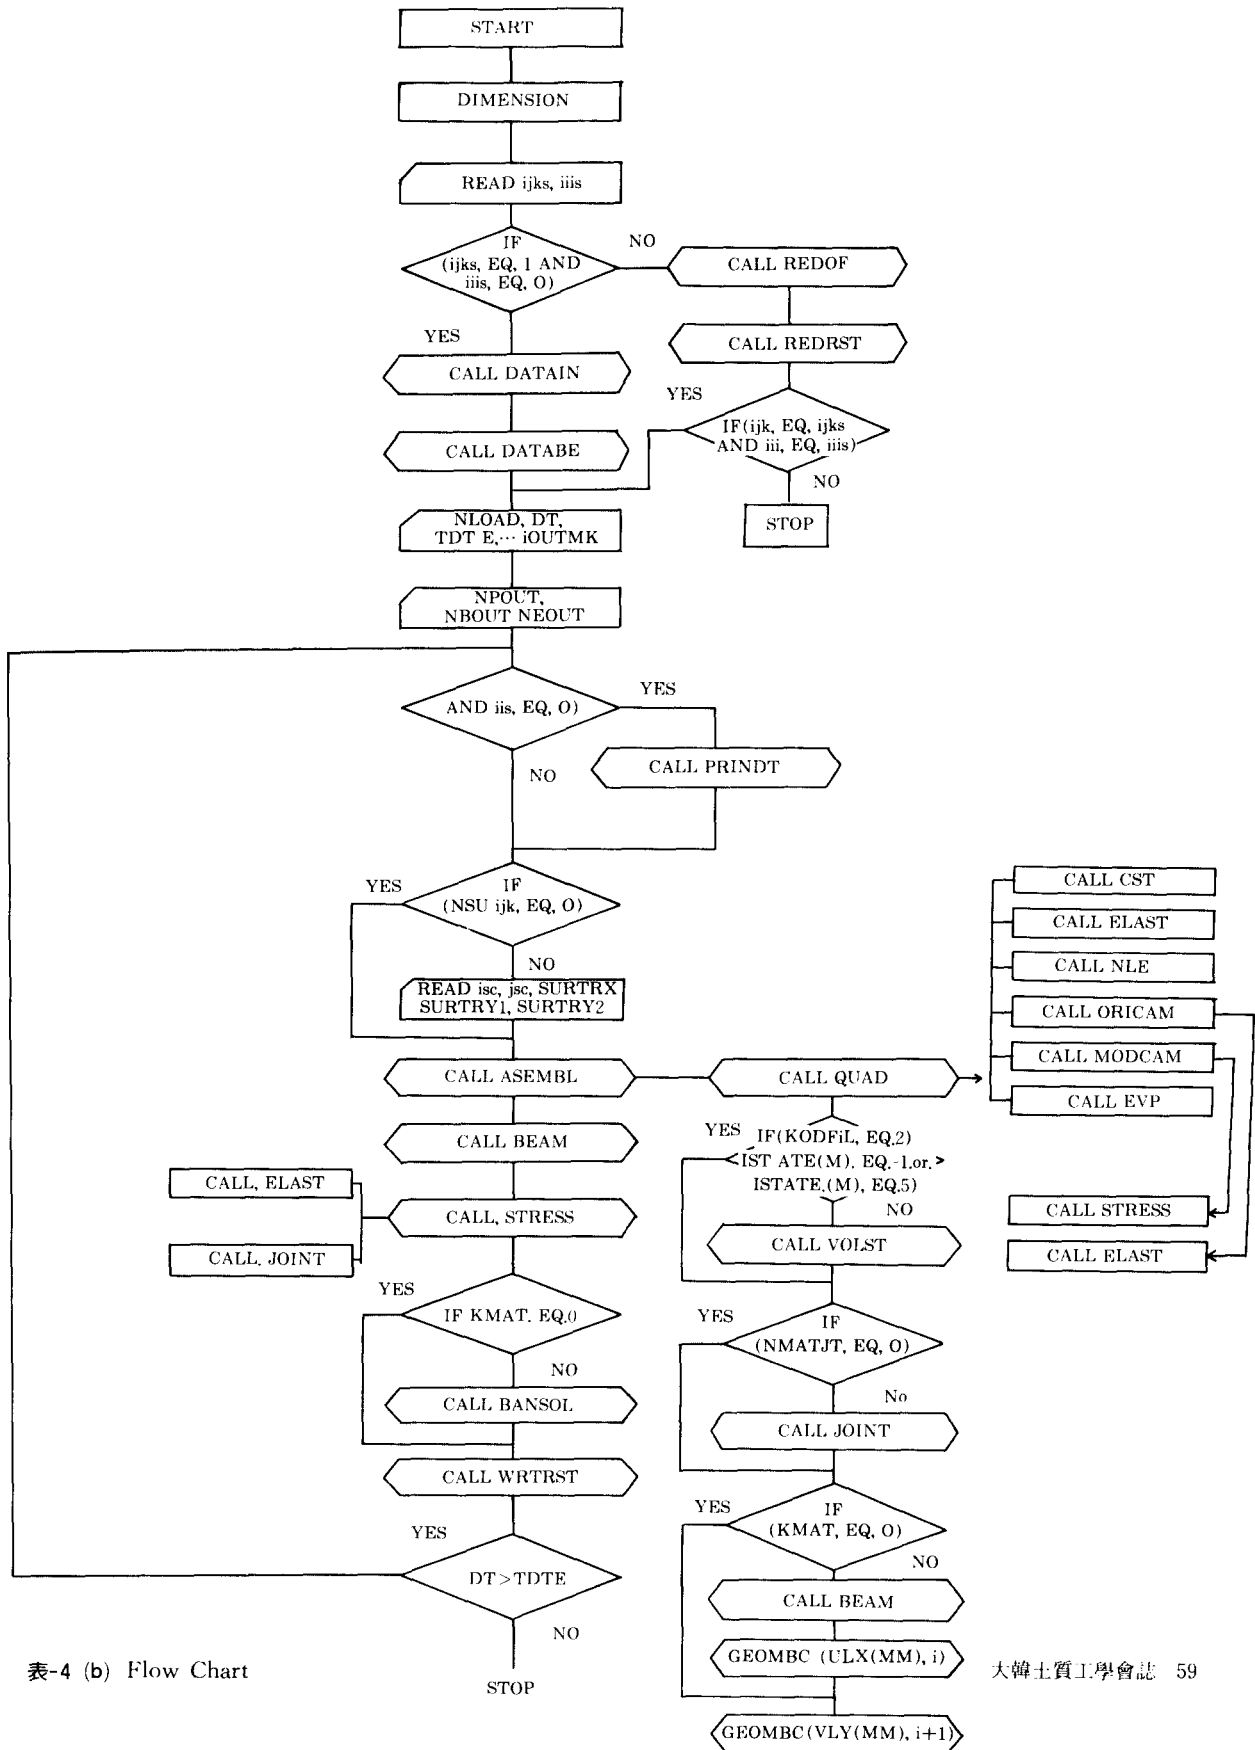 START
DIMENSION
READ ijks, iiis
IF
(ijks, EQ, 1 AND
iiis, EQ, O)
NO
YES
CALL REDOF
CALL REDRST
CALL DATAIN
CALL DATABE
YES
IF(ijk, EQ, ijks
AND iii, EQ, iiis)
NO
STOP
NLOAD, DT,
TDT E,… iOUTMK
NPOUT,
NBOUT NEOUT
AND iis, EQ, O)
YES
NO
CALL PRINDT
YES
IF
(NSU ijk, EQ, O)
NO
READ isc, jsc, SURTRX
SURTRY1, SURTRY2
CALL ASEMBL
CALL QUAD
CALL CST
CALL ELAST
CALL NLE
CALL ORICAM
CALL MODCAM
CALL EVP
CALL STRESS
CALL ELAST
CALL BEAM
CALL, ELAST
CALL, STRESS
CALL. JOINT
YES
IF KMAT. EQ.0
NO
CALL BANSOL
CALL WRTRST
YES
DT>TDTE
NO
STOP
YES
IF(KODFiL, EQ.2)
IST ATE(M). EQ.-1.or.
ISTATE.(M), EQ.5)
NO
CALL VOLST
YES
IF
(NMATJT, EQ, O)
No
CALL JOINT
YES
IF
(KMAT, EQ, O)
NO
CALL BEAM
GEOMBC (ULX(MM), i)
GEOMBC(VLY(MM), i+1)
表-4 (b) Flow Chart
大韓土質工學會誌 59